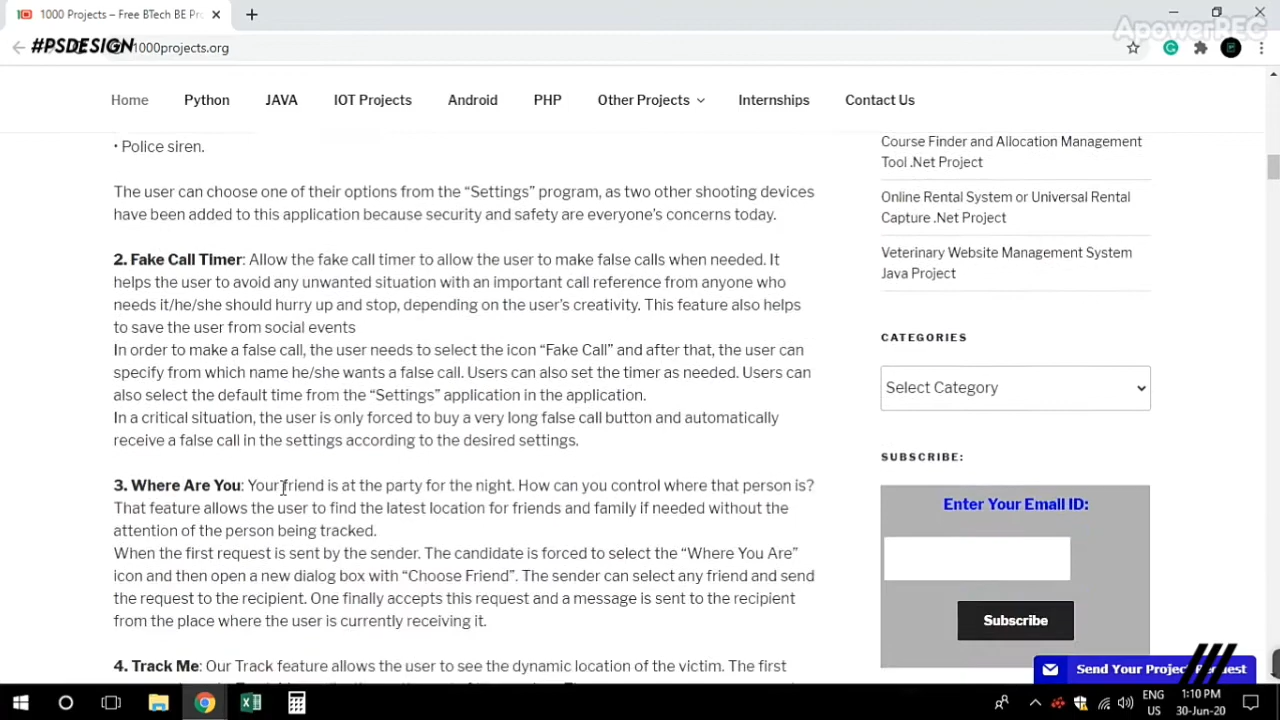 1000 Projects – Free BTech BE Pr
ApowerREC
#PSDESIGN
1000projects.org
Home Python JAVA IOT Projects Android PHP Other Projects Internships Contact Us
• Police siren.
The user can choose one of their options from the “Settings” program, as two other shooting devices
have been added to this application because security and safety are everyone’s concerns today.
2. Fake Call Timer: Allow the fake call timer to allow the user to make false calls when needed. It
helps the user to avoid any unwanted situation with an important call reference from anyone who
needs it/he/she should hurry up and stop, depending on the user’s creativity. This feature also helps
to save the user from social events
In order to make a false call, the user needs to select the icon “Fake Call” and after that, the user can
specify from which name he/she wants a false call. Users can also set the timer as needed. Users can
also select the default time from the “Settings” application in the application.
In a critical situation, the user is only forced to buy a very long false call button and automatically
receive a false call in the settings according to the desired settings.
3. Where Are You: Your friend is at the party for the night. How can you control where that person is?
That feature allows the user to find the latest location for friends and family if needed without the
attention of the person being tracked.
When the first request is sent by the sender. The candidate is forced to select the “Where You Are”
icon and then open a new dialog box with “Choose Friend”. The sender can select any friend and send
the request to the recipient. One finally accepts this request and a message is sent to the recipient
from the place where the user is currently receiving it.
4. Track Me: Our Track feature allows the user to see the dynamic location of the victim. The first
Course Finder and Allocation Management
Tool .Net Project
Online Rental System or Universal Rental
Capture .Net Project
Veterinary Website Management System
Java Project
CATEGORIES
Select Category
SUBSCRIBE:
Enter Your Email ID:
Subscribe
Send Your Project Request
ENG
US
1:10 PM
30-Jun-20